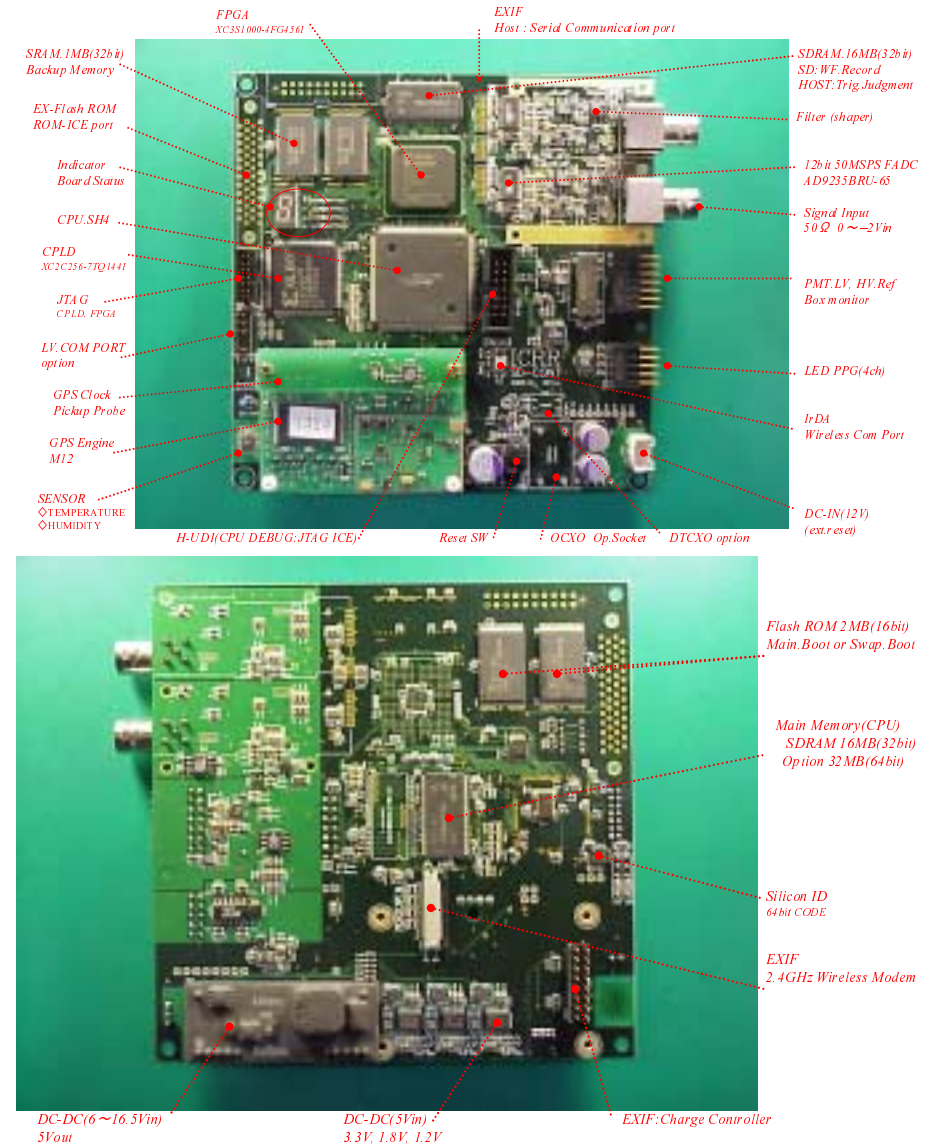 FPGA
XC3S1000-4FG456I
EXIF
Host : Serial Communication port
SRAM.1MB(32bit)
Backup Memory
SDRAM.16MB(32bit)
SD:WF.Record
HOST:Trig.Judgment
EX-Flash ROM
ROM-ICE port
Filter (shaper)
Indicator
Board Status
12bit 50MSPS FADC
AD9235BRU-65
CPU.SH4
Signal Input
50Ω 0～−2Vin
CPLD
XC2C256-7TQ144I
PMT.LV, HV.Ref
Box monitor
JTAG
CPLD, FPGA
LV.COM PORT
option
LED PPG(4ch)
GPS Clock
Pickup Probe
IrDA
Wireless Com Port
GPS Engine
M12
SENSOR
◇TEMPERATURE
◇HUMIDITY
DC-IN(12V)
(ext.reset)
H-UDI(CPU DEBUG:JTAG ICE)
Reset SW
OCXO Op.Socket
DTCXO option
ICRR
Flash ROM 2MB(16bit)
Main.Boot or Swap.Boot
Main Memory(CPU)
SDRAM 16MB(32bit)
Option 32MB(64bit)
Silicon ID
64bit CODE
EXIF
2.4GHz Wireless Modem
DC-DC(6～16.5Vin)
5Vout
DC-DC(5Vin)
3.3V, 1.8V, 1.2V
EXIF:Charge Controller